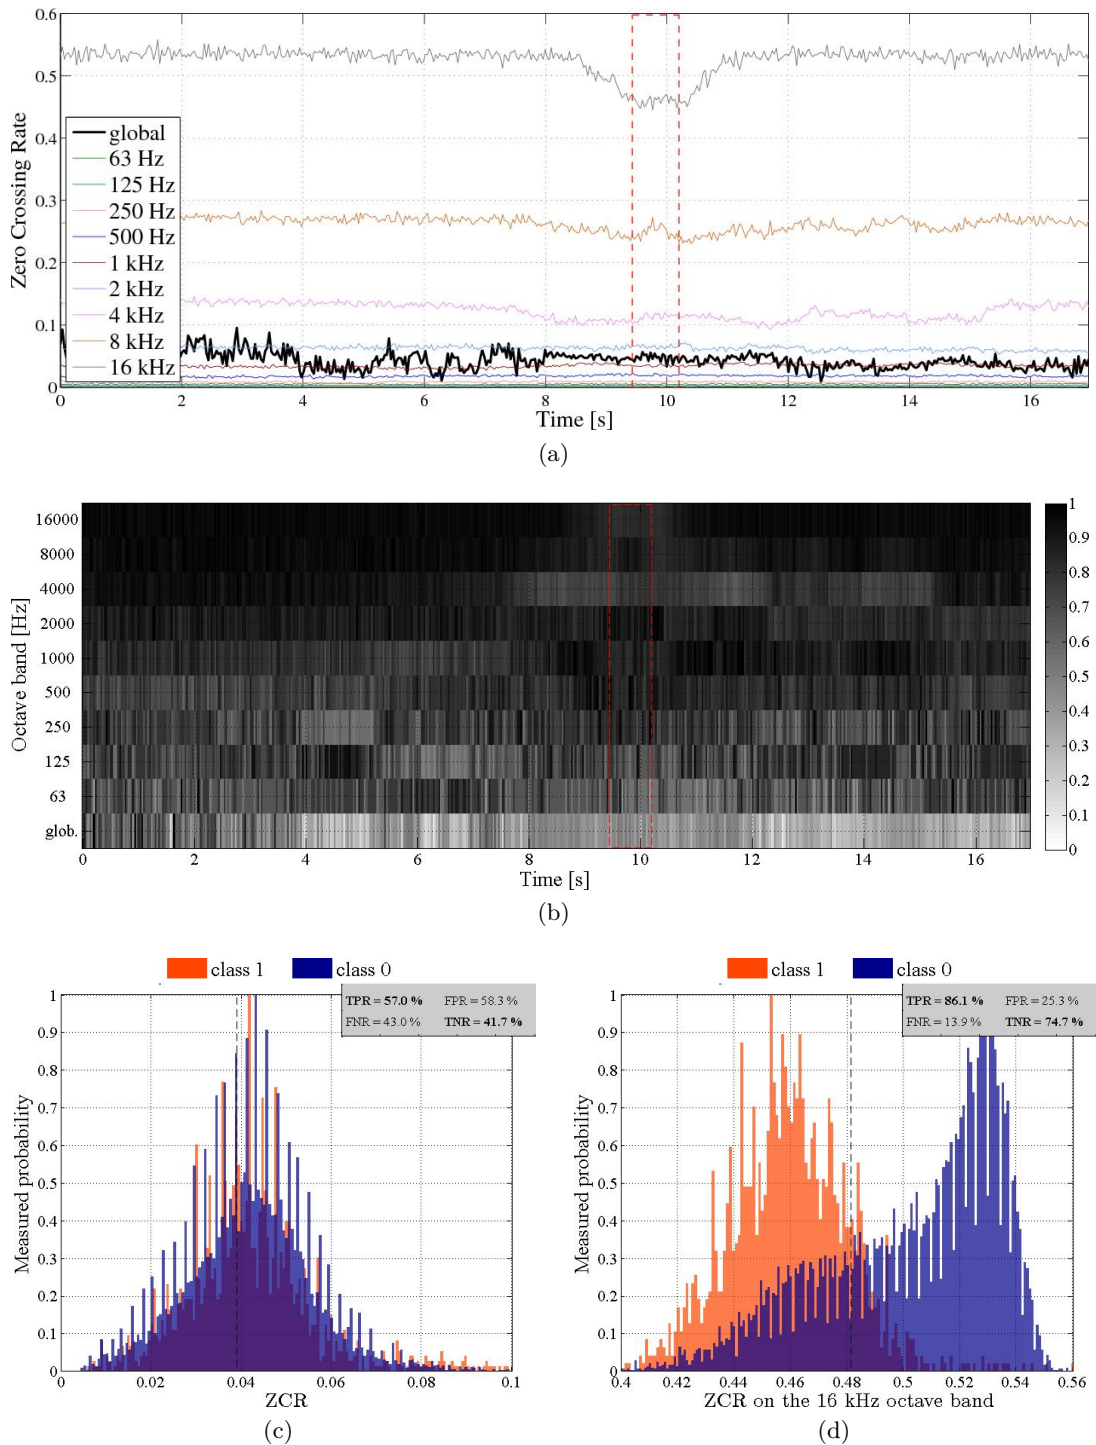 0.6
0.5
0.4
0.3
0.2
0.1
0
Zero Crossing Rate
global
63 Hz
125 Hz
250 Hz
500 Hz
1 kHz
2 kHz
4 kHz
8 kHz
16 kHz
0 2 4 6 8 10 12 14 16
Time [s]
(a)
Octave band [Hz]
16000
8000
4000
2000
1000
500
250
125
63
glob.
0 2 4 6 8 10 12 14 16
Time [s]
1
0.9
0.8
0.7
0.6
0.5
0.4
0.3
0.2
0.1
0
(b)
class 1 class 0
TPR = 57.0 % FPR = 58.3 %
FNR = 43.0 % TNR = 41.7 %
Measured probability
1
0.9
0.8
0.7
0.6
0.5
0.4
0.3
0.2
0.1
0
0 0.02 0.04 0.06 0.08 0.1
ZCR
(c)
class 1 class 0
TPR = 86.1 % FPR = 25.3 %
FNR = 13.9 % TNR = 74.7 %
Measured probability
1
0.9
0.8
0.7
0.6
0.5
0.4
0.3
0.2
0.1
0
0.4 0.42 0.44 0.46 0.48 0.5 0.52 0.54 0.56
ZCR on the 16 kHz octave band
(d)